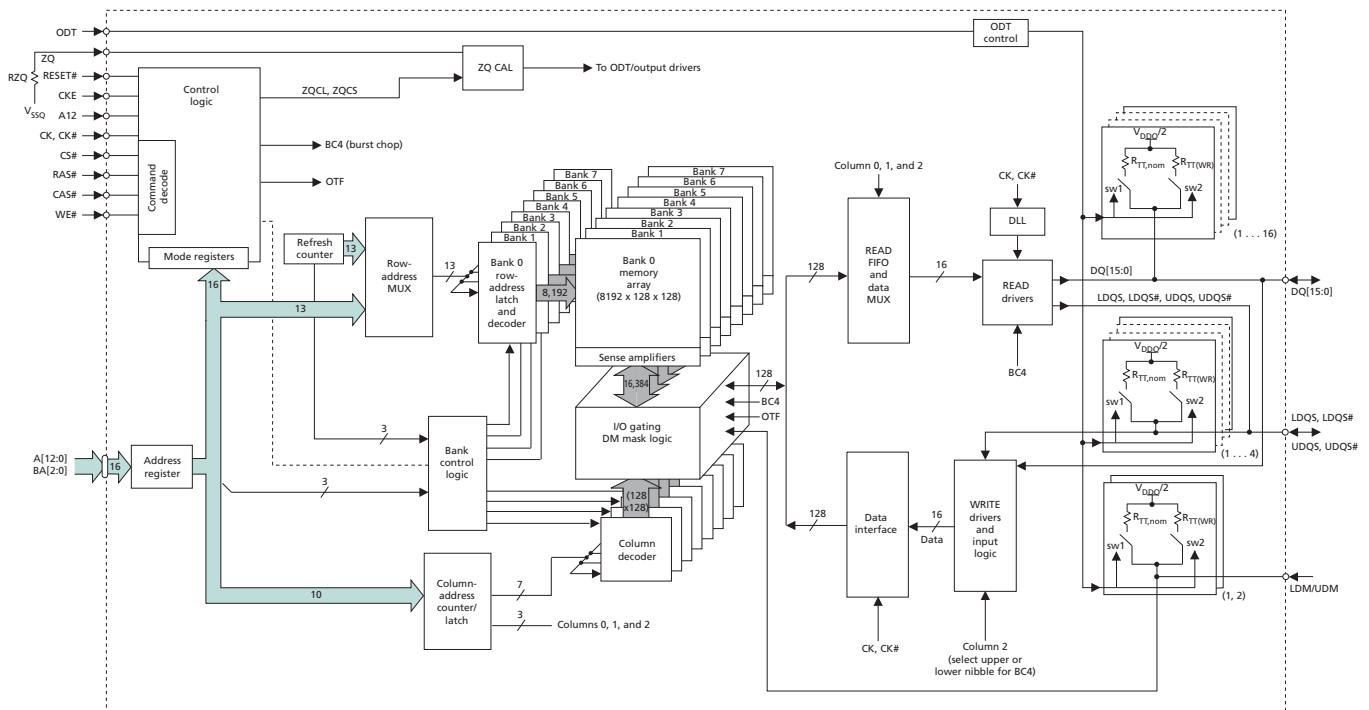 ODT
ODT
control
ZQ
RZQ
VSSQ
RESET#
CKE
A12
CK, CK#
CS#
RAS#
CAS#
WE#
Control
logic
Command
decode
Mode registers
ZQCL, ZQCS
ZQ CAL
To ODT/output drivers
BC4 (burst chop)
OTF
Refresh
counter
13
Row-
address
MUX
13
16
13
Bank 7
Bank 6
Bank 5
Bank 4
Bank 3
Bank 2
Bank 1
Bank 0
row-
address
latch
and
decoder
8,192
Bank 7
Bank 6
Bank 5
Bank 4
Bank 3
Bank 2
Bank 1
Bank 0
memory
array
(8192 x 128 x 128)
Sense amplifiers
16,384
I/O gating
DM mask logic
128
BC4
OTF
(128
x128)
Column
decoder
3
Bank
control
logic
3
A[12:0]
BA[2:0]
16
Address
register
10
Column-
address
counter/
latch
7
3
Columns 0, 1, and 2
Column 0, 1, and 2
128
READ
FIFO
and
data
MUX
16
CK, CK#
DLL
READ
drivers
BC4
DQ[15:0]
LDQS, LDQS#, UDQS, UDQS#
128
Data
interface
16
Data
WRITE
drivers
and
input
logic
CK, CK#
Column 2
(select upper or
lower nibble for BC4)
VDDQ/2
RTT,nom
RTT(WR)
sw1
sw2
(1 . . . 16)
DQ[15:0]
VDDQ/2
RTT,nom
RTT(WR)
sw1
sw2
(1 . . . 4)
LDQS, LDQS#
UDQS, UDQS#
VDDQ/2
RTT,nom
RTT(WR)
sw1
sw2
(1, 2)
LDM/UDM